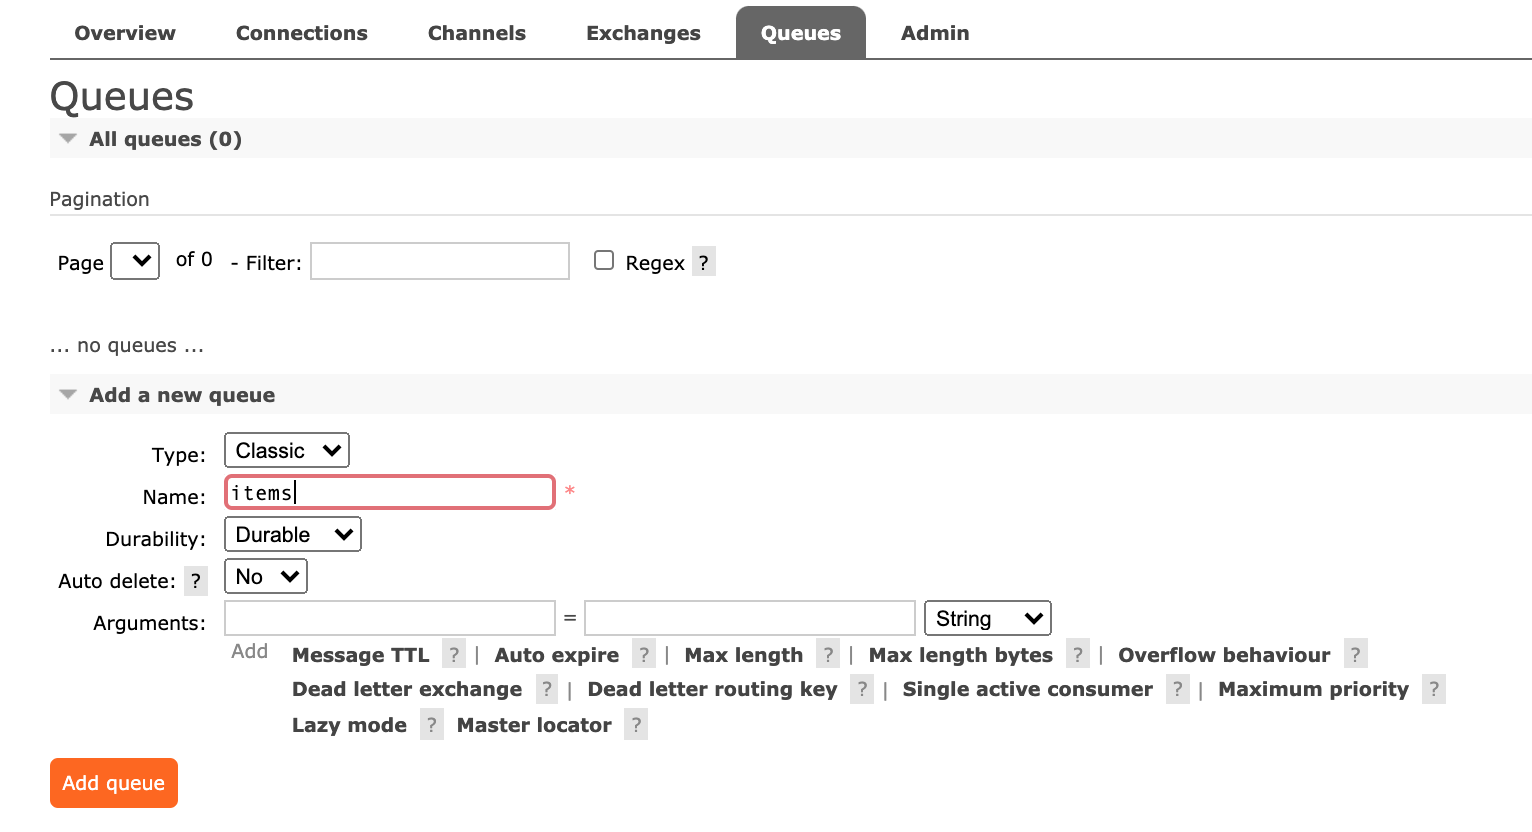 Overview Connections Channels Exchanges Queues Admin
Queues
All queues (0)
Pagination
Page of 0 - Filter: Regex ?
... no queues ...
Add a new queue
Type: Classic
Name: items *
Durability: Durable
Auto delete: ? No
Arguments: = String
Add Message TTL ? | Auto expire ? | Max length ? | Max length bytes ? | Overflow behaviour ?
Dead letter exchange ? | Dead letter routing key ? | Single active consumer ? | Maximum priority ?
Lazy mode ? Master locator ?
Add queue